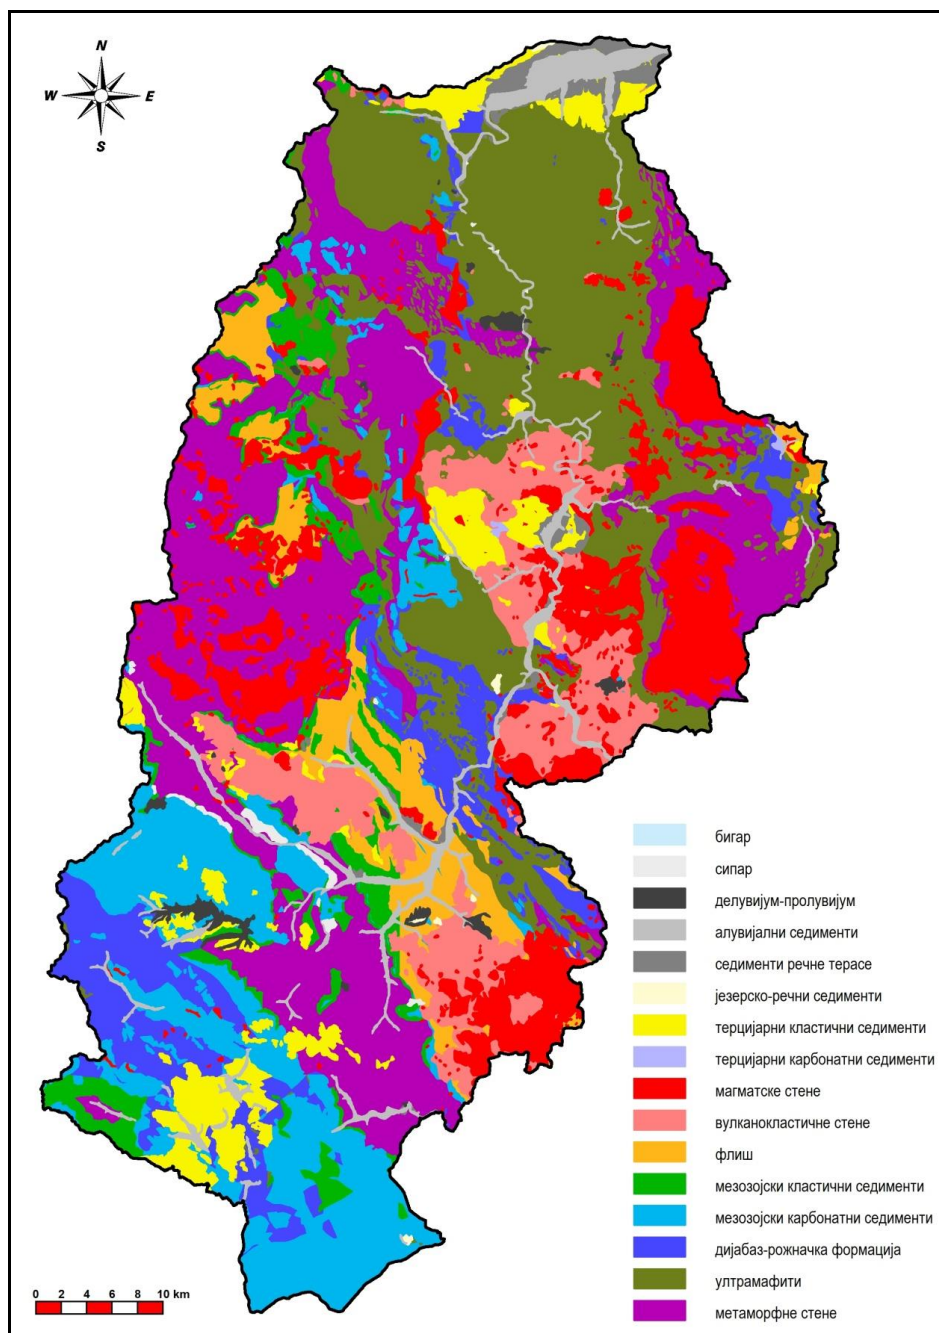 N
W E
S
бигар
сипар
делувијум-пролувијум
алувијални седименти
седименти речне терасе
језерско-речни седименти
терцијарни кластични седименти
терцијарни карбонатни седименти
магматске стене
вулканокластичне стене
флиш
мезозојски кластични седименти
мезозојски карбонатни седименти
дијабаз-рожначка формација
ултрамафити
метаморфне стене
0 2 4 6 8 10 km